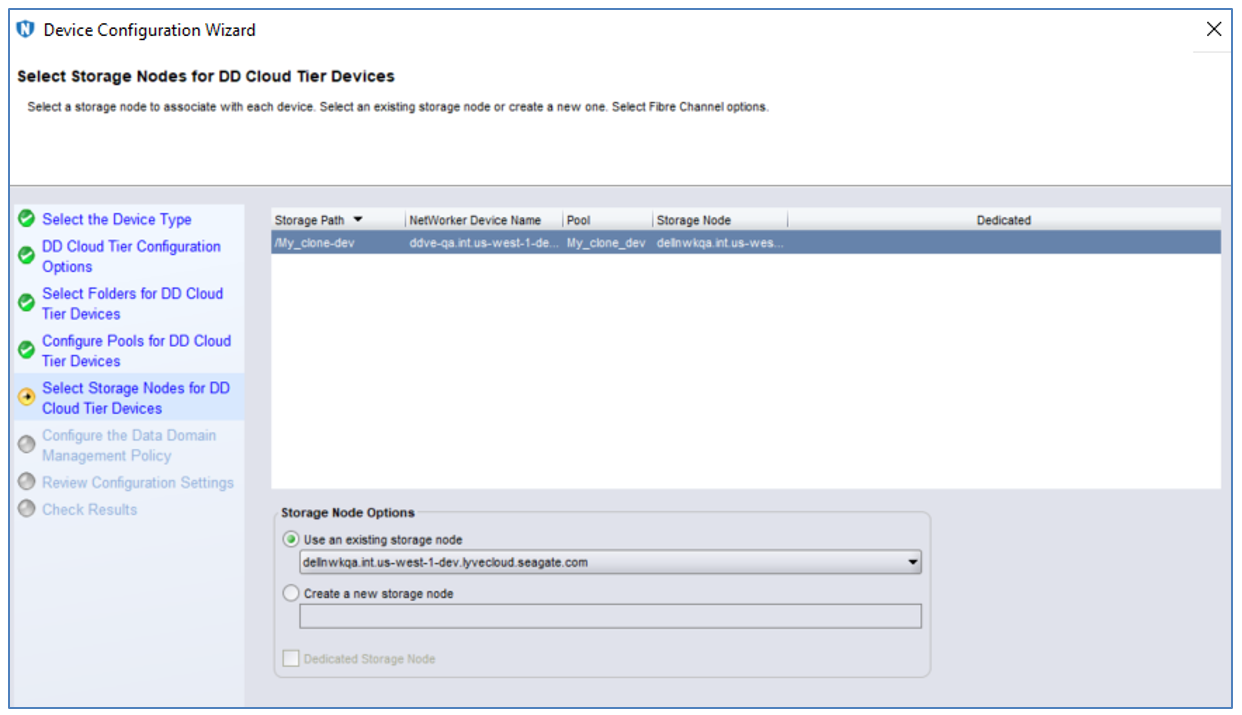 Device Configuration Wizard
Select Storage Nodes for DD Cloud Tier Devices
Select a storage node to associate with each device. Select an existing storage node or create a new one. Select Fibre Channel options.
Select the Device Type
DD Cloud Tier Configuration
Options
Select Folders for DD Cloud
Tier Devices
Configure Pools for DD Cloud
Tier Devices
Select Storage Nodes for DD
Cloud Tier Devices
Configure the Data Domain
Management Policy
Review Configuration Settings
Check Results
Storage Path NetWorker Device Name Pool Storage Node Dedicated
/My_clone-dev ddve-qa.int.us-west-1-de... My_clone_dev dellnwkqa.int.us-wes...
Storage Node Options
Use an existing storage node
dellnwkqa.int.us-west-1-dev.lyvecloud.seagate.com
Create a new storage node
Dedicated Storage Node